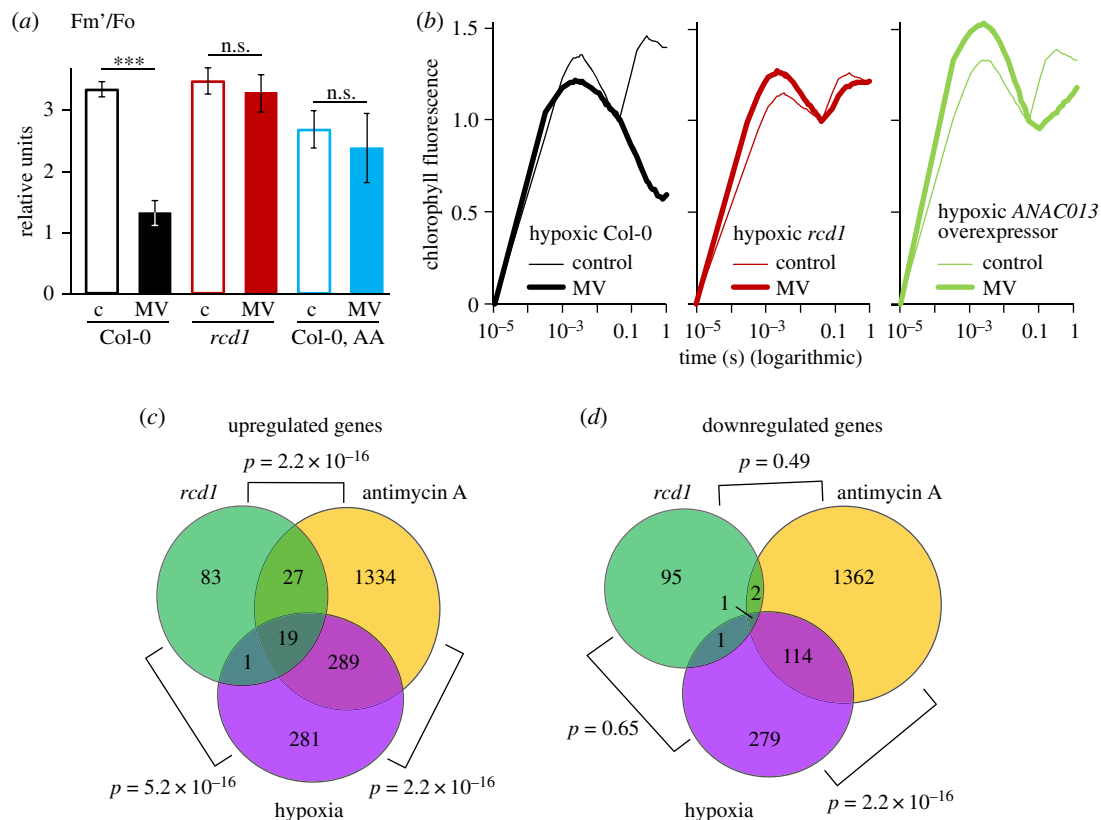 (a) Fm’/Fo
*** n.s. n.s.
relative units
3
2
1
0
c MV c MV c MV
Col-0 rcd1 Col-0, AA
(b)
chlorophyll fluorescence
1.5
1.0
0.5
0
hypoxic Col-0
control
MV
hypoxic rcd1
control
MV
hypoxic ANAC013
overexpressor
control
MV
10⁻⁵ 10⁻³ 0.1 1
10⁻⁵ 10⁻³ 0.1 1
10⁻⁵ 10⁻³ 0.1 1
time (s) (logarithmic)
(c)
upregulated genes
p = 2.2 × 10⁻¹⁶
rcd1 antimycin A
83 27 1334
19
1 289
281
p = 5.2 × 10⁻¹⁶ p = 2.2 × 10⁻¹⁶
hypoxia
(d)
downregulated genes
p = 0.49
rcd1 antimycin A
95 2 1362
1
1 114
279
p = 0.65
p = 2.2 × 10⁻¹⁶
hypoxia